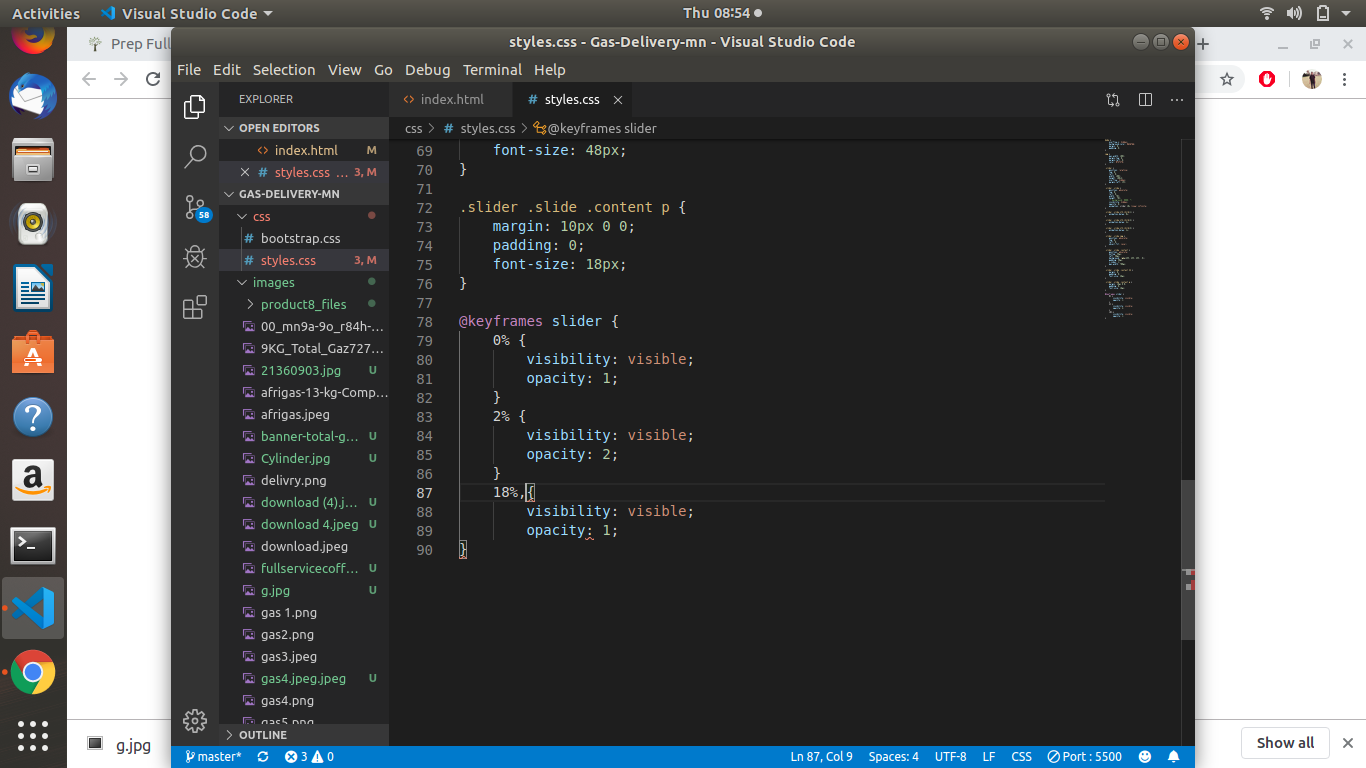 Activities Visual Studio Code Thu 08:54
Prep Full
styles.css - Gas-Delivery-mn - Visual Studio Code
File Edit Selection View Go Debug Terminal Help
EXPLORER
OPEN EDITORS
index.html M
styles.css ... 3, M
GAS-DELIVERY-MN
css
bootstrap.css
styles.css 3, M
images
product8_files
00_mn9a-9o_r84h-...
9KG_Total_Gaz727...
21360903.jpg U
afrigas-13-kg-Comp...
afrigas.jpeg
banner-total-g... U
Cylinder.jpg U
delivry.png
download (4).j... U
download 4.jpeg U
download.jpeg
fullservicecoff... U
g.jpg U
gas 1.png
gas2.png
gas3.jpeg
gas4.jpeg.jpeg U
gas4.png
gas5.png
OUTLINE
58
index.html styles.css
css > # styles.css > @keyframes slider
69 font-size: 48px;
70 }
71
72 .slider .slide .content p {
73 margin: 10px 0 0;
74 padding: 0;
75 font-size: 18px;
76 }
77
78 @keyframes slider {
79 0% {
80 visibility: visible;
81 opacity: 1;
82 }
83 2% {
84 visibility: visible;
85 opacity: 2;
86 }
87 18%,{
88 visibility: visible;
89 opacity: 1;
90 }
master* 3 0 Ln 87, Col 9 Spaces: 4 UTF-8 LF CSS Port : 5500
g.jpg Show all